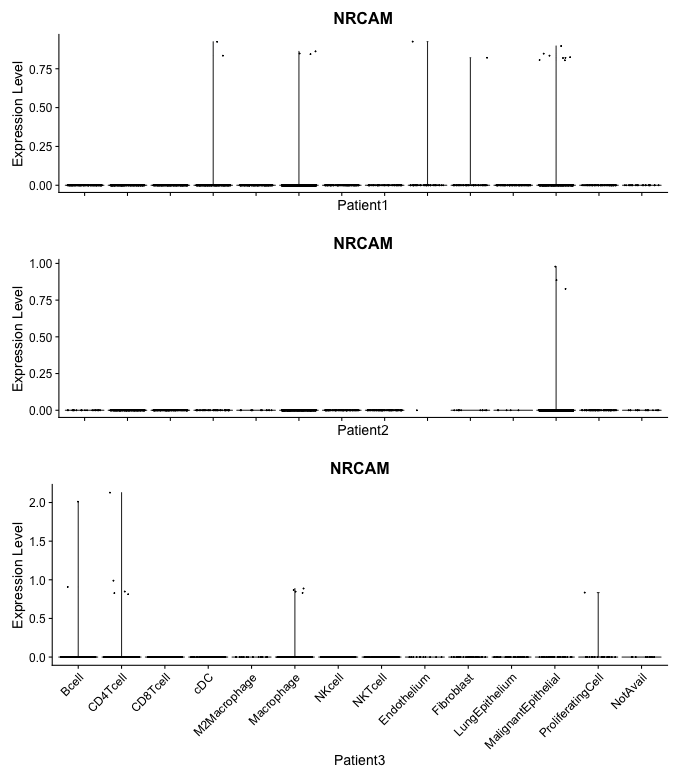 NRCAM
Expression Level
0.75
0.50
0.25
0.00
Patient1
NRCAM
Expression Level
1.00
0.75
0.50
0.25
0.00
Patient2
NRCAM
Expression Level
2.0
1.5
1.0
0.5
0.0
Bcell
CD4Tcell
CD8Tcell
cDC
M2Macrophage
Macrophage
NKcell
NKTcell
Endothelium
Fibroblast
LungEpithelium
MalignantEpithelial
ProliferatingCell
NotAvail
Patient3